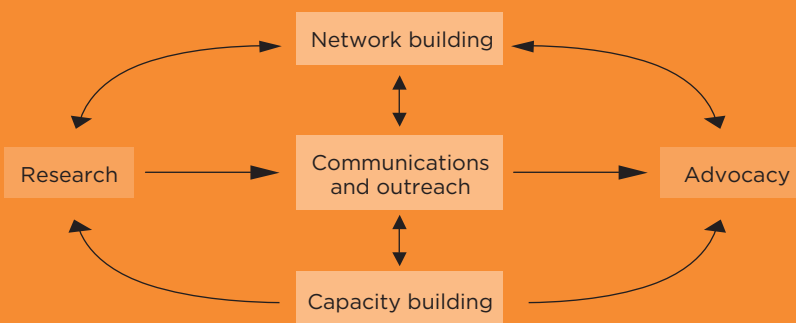 Network building
Research
Communications
and outreach
Advocacy
Capacity building